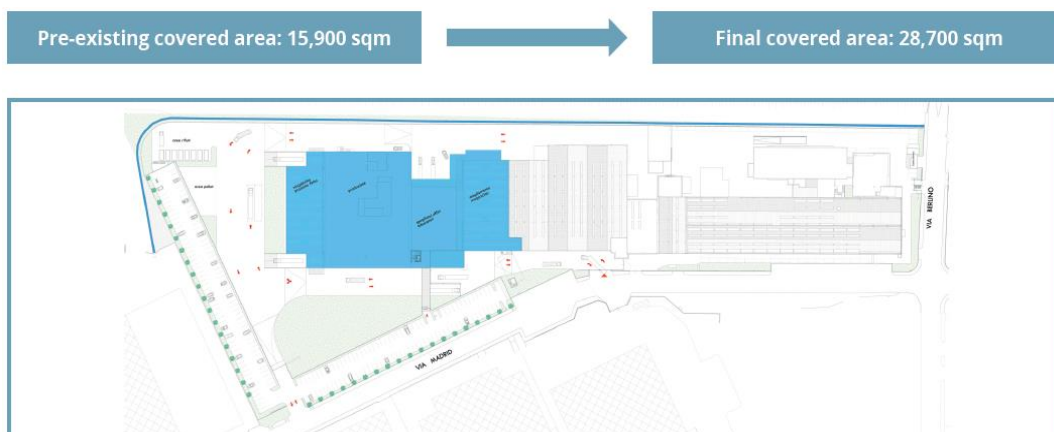 Pre-existing covered area: 15,900 sqm
Final covered area: 28,700 sqm
VIA BERLINO
VIA MADRID